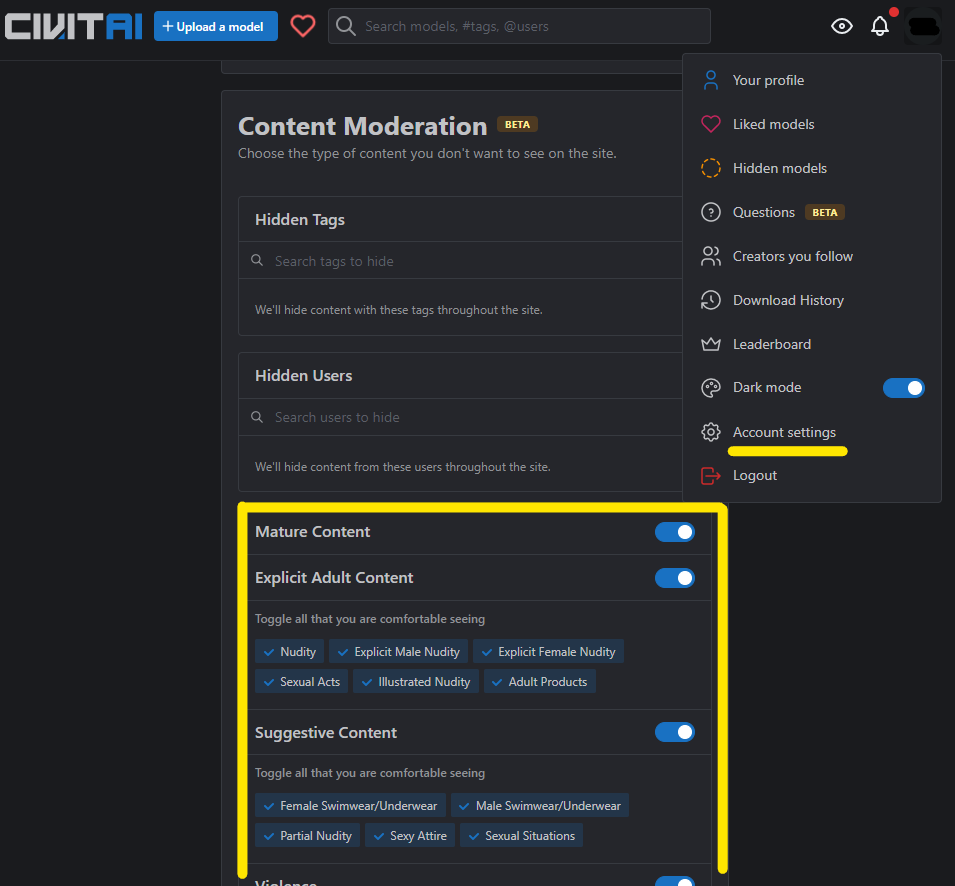 CIVITAI
+ Upload a model
Search models, #tags, @users
Your profile
Liked models
Hidden models
Questions BETA
Creators you follow
Download History
Leaderboard
Dark mode
Account settings
Logout
Content Moderation BETA
Choose the type of content you don't want to see on the site.
Hidden Tags
Search tags to hide
We'll hide content with these tags throughout the site.
Hidden Users
Search users to hide
We'll hide content from these users throughout the site.
Mature Content
Explicit Adult Content
Toggle all that you are comfortable seeing
Nudity Explicit Male Nudity Explicit Female Nudity
Sexual Acts Illustrated Nudity Adult Products
Suggestive Content
Toggle all that you are comfortable seeing
Female Swimwear/Underwear Male Swimwear/Underwear
Partial Nudity Sexy Attire Sexual Situations
Violence